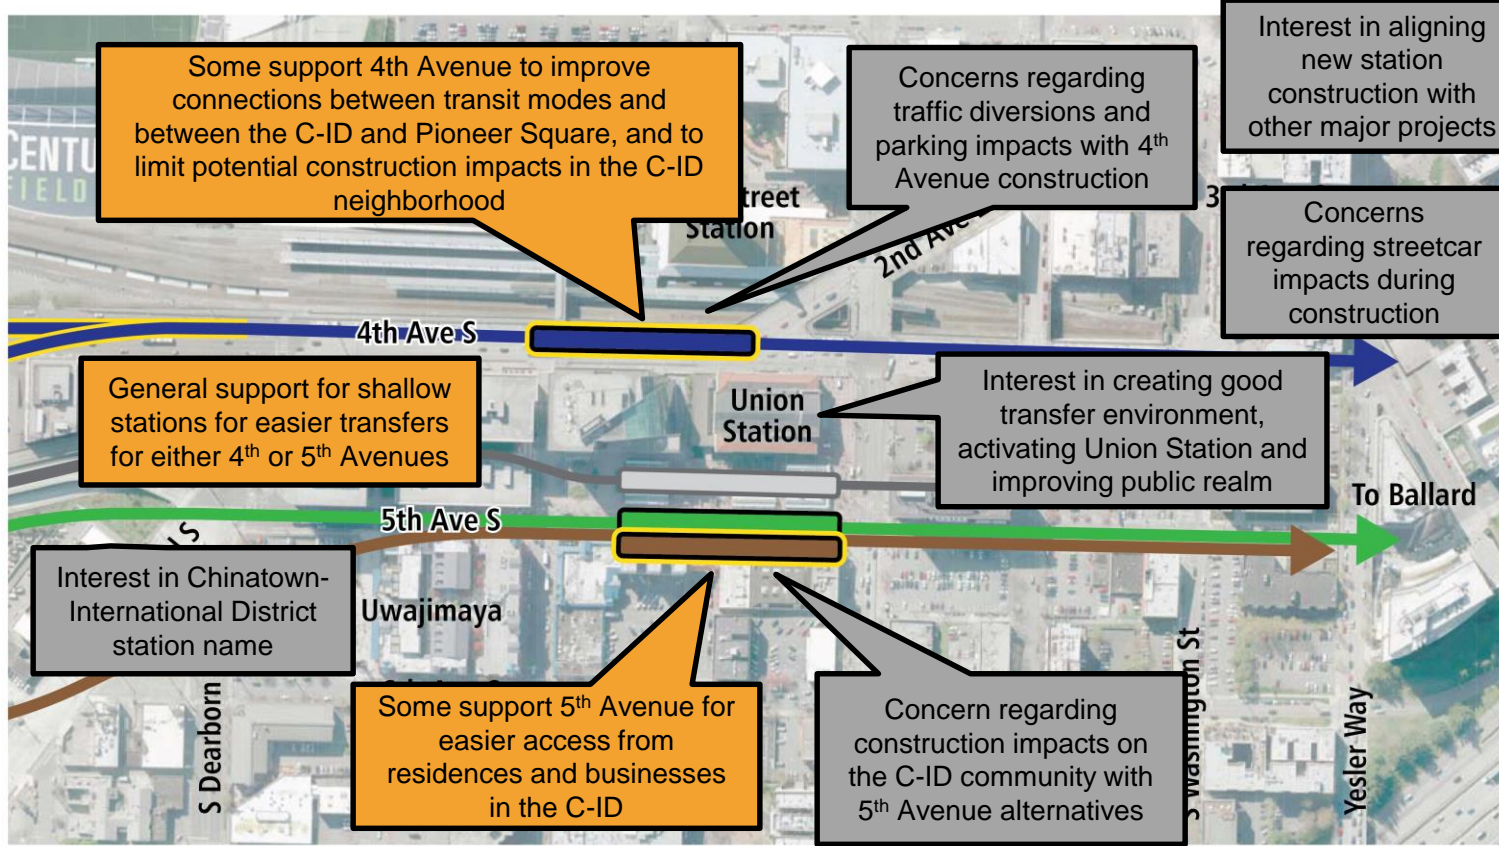 Some support 4th Avenue to improve
connections between transit modes and
between the C-ID and Pioneer Square, and to
limit potential construction impacts in the C-ID
neighborhood
Concerns regarding
traffic diversions and
parking impacts with 4th
Avenue construction
Interest in aligning
new station
construction with
other major projects
CENTU
FIELD
Street
Station
2nd Ave
Concerns
regarding streetcar
impacts during
construction
4th Ave S
General support for shallow
stations for easier transfers
for either 4th or 5th Avenues
Union
Station
Interest in creating good
transfer environment,
activating Union Station and
improving public realm
To Ballard
5th Ave S
S
Interest in Chinatown-
International District
station name
Uwajimaya
S Dearborn
Some support 5th Avenue for
easier access from
residences and businesses
in the C-ID
Concern regarding
construction impacts on
the C-ID community with
5th Avenue alternatives
S Washington St
Yesler Way